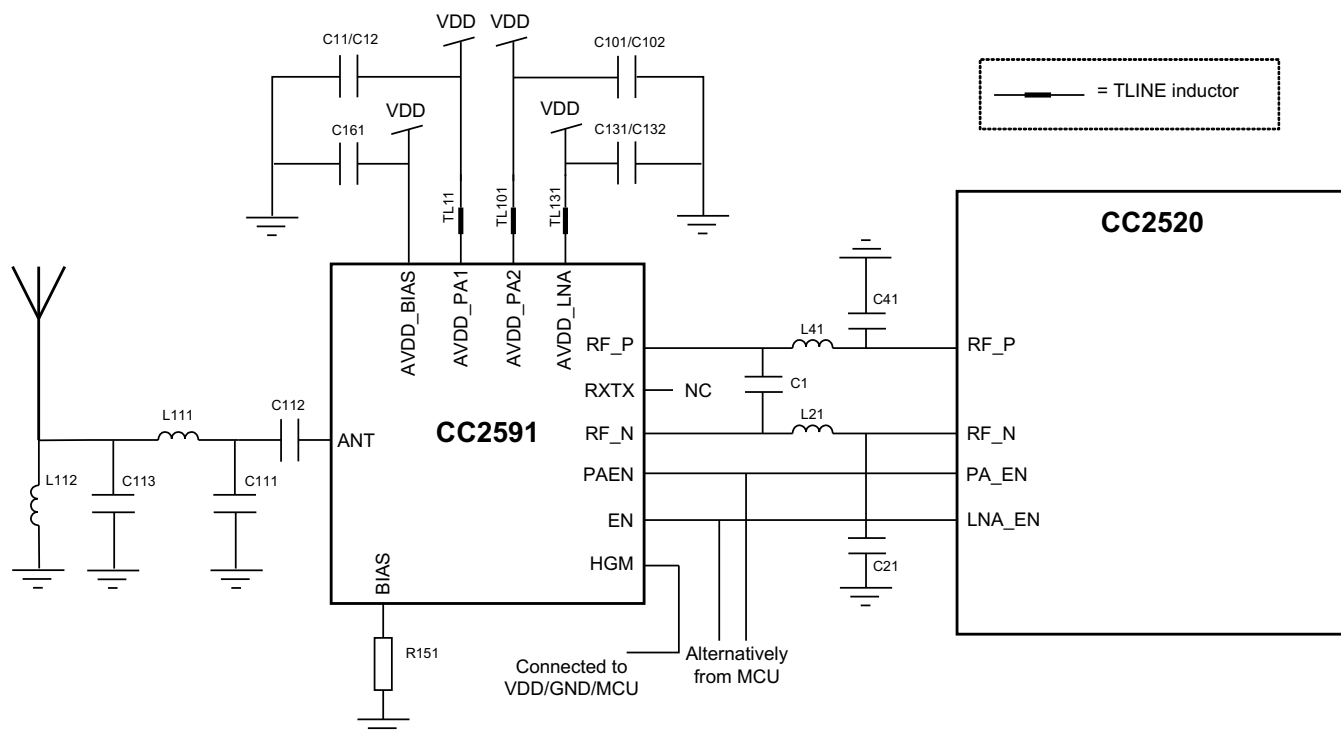 VDD
VDD
C11/C12
C101/C102
VDD
VDD
C161
C131/C132
= TLINE inductor
TL11
TL101
TL131
CC2520
AVDD_BIAS
AVDD_PA1
AVDD_PA2
AVDD_LNA
C41
L41
RF_P
RF_P
C1
RXTX
NC
L21
L111
C112
ANT
CC2591
RF_N
RF_N
L112
C113
C111
PAEN
PA_EN
EN
LNA_EN
HGM
C21
BIAS
R151
Connected to
VDD/GND/MCU
Alternatively
from MCU